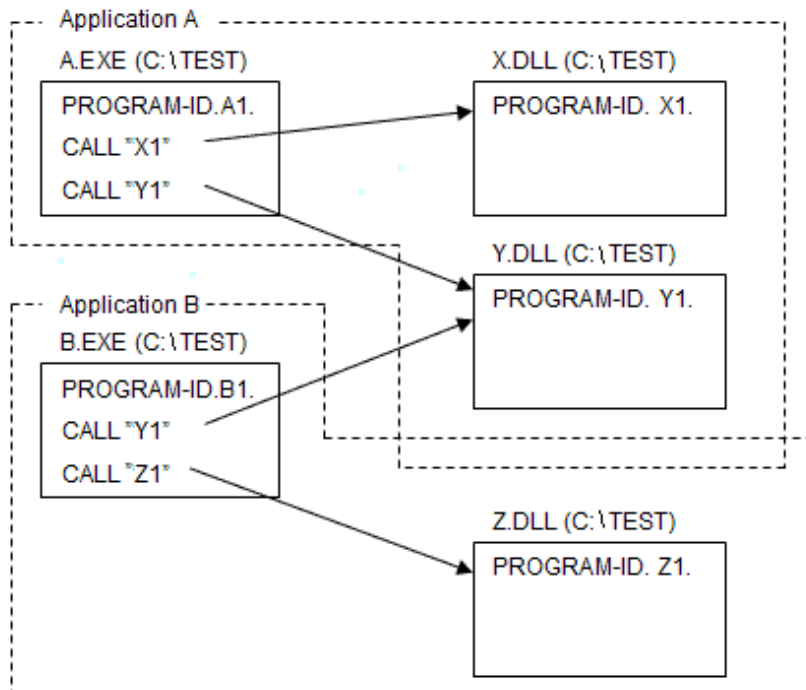 Application A
A.EXE (C:\TEST)
PROGRAM-ID.A1.
CALL "X1"
CALL "Y1"
X.DLL (C:\TEST)
PROGRAM-ID. X1.
Y.DLL (C:\TEST)
PROGRAM-ID. Y1.
Application B
B.EXE (C:\TEST)
PROGRAM-ID.B1.
CALL "Y1"
CALL "Z1"
Z.DLL (C:\TEST)
PROGRAM-ID. Z1.